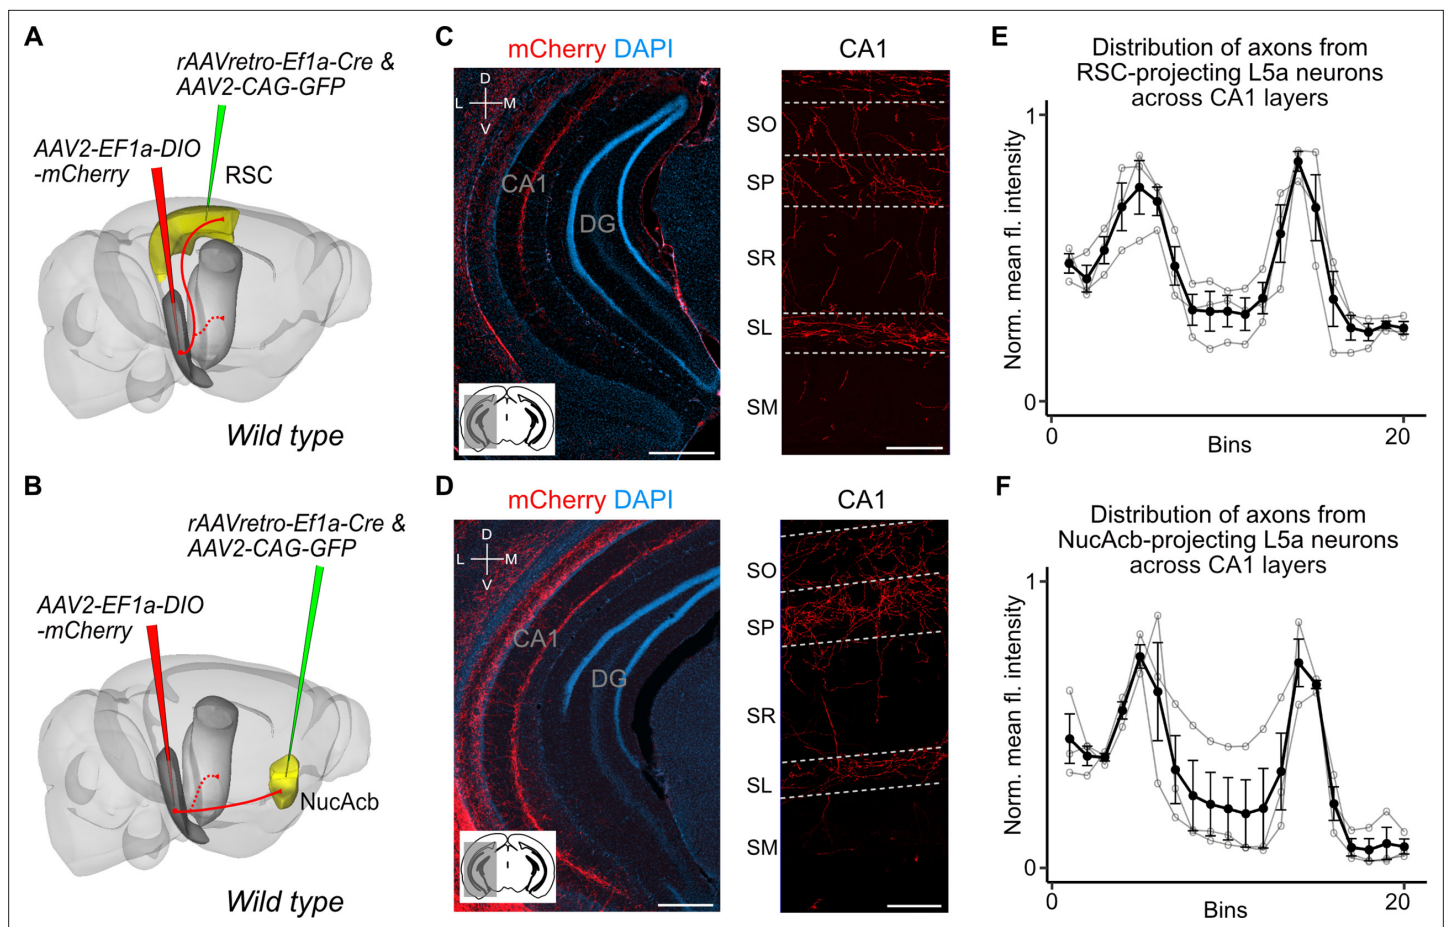 A
rAAVretro-Ef1a-Cre &
AAV2-CAG-GFP
AAV2-EF1a-DIO
-mCherry
RSC
Wild type
B
rAAVretro-Ef1a-Cre &
AAV2-CAG-GFP
AAV2-EF1a-DIO
-mCherry
NucAcb
Wild type
C
mCherry DAPI
D
L
M
V
CA1
DG
CA1
SO
SP
SR
SL
SM
D
mCherry DAPI
D
L
M
V
CA1
DG
CA1
SO
SP
SR
SL
SM
E
Distribution of axons from
RSC-projecting L5a neurons
across CA1 layers
Norm. mean fl. intensity
1
0
0
20
Bins
F
Distribution of axons from
NucAcb-projecting L5a neurons
across CA1 layers
Norm. mean fl. intensity
1
0
0
20
Bins